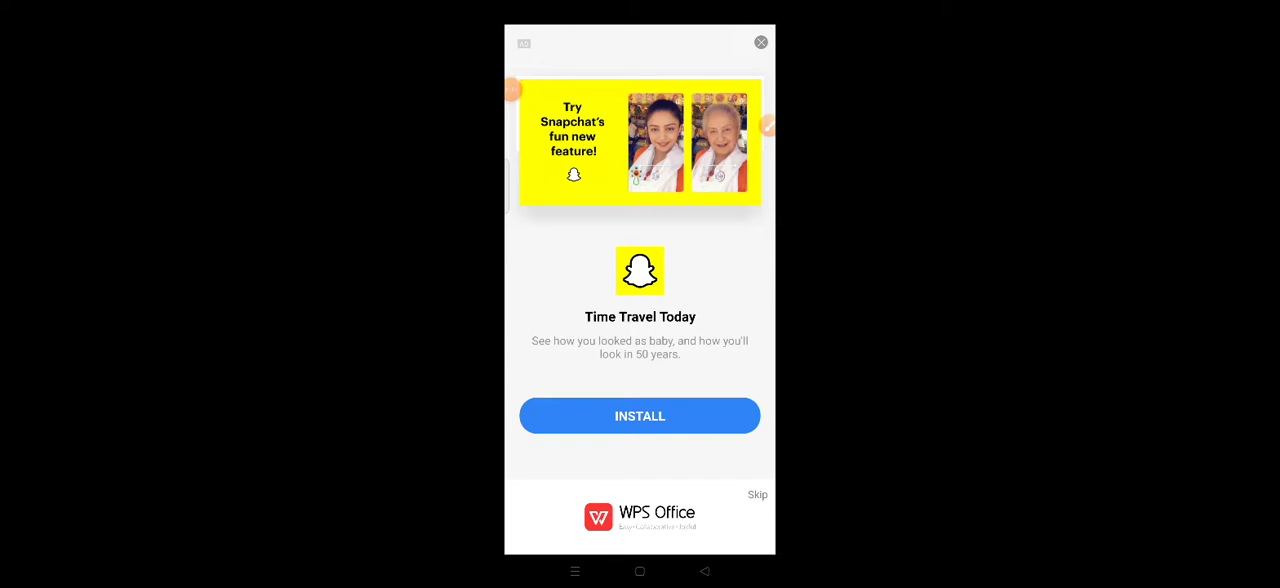 AD
Try
Snapchat's
fun new
feature!
Time Travel Today
See how you looked as baby, and how you'll
look in 50 years.
INSTALL
Skip
WPS Office